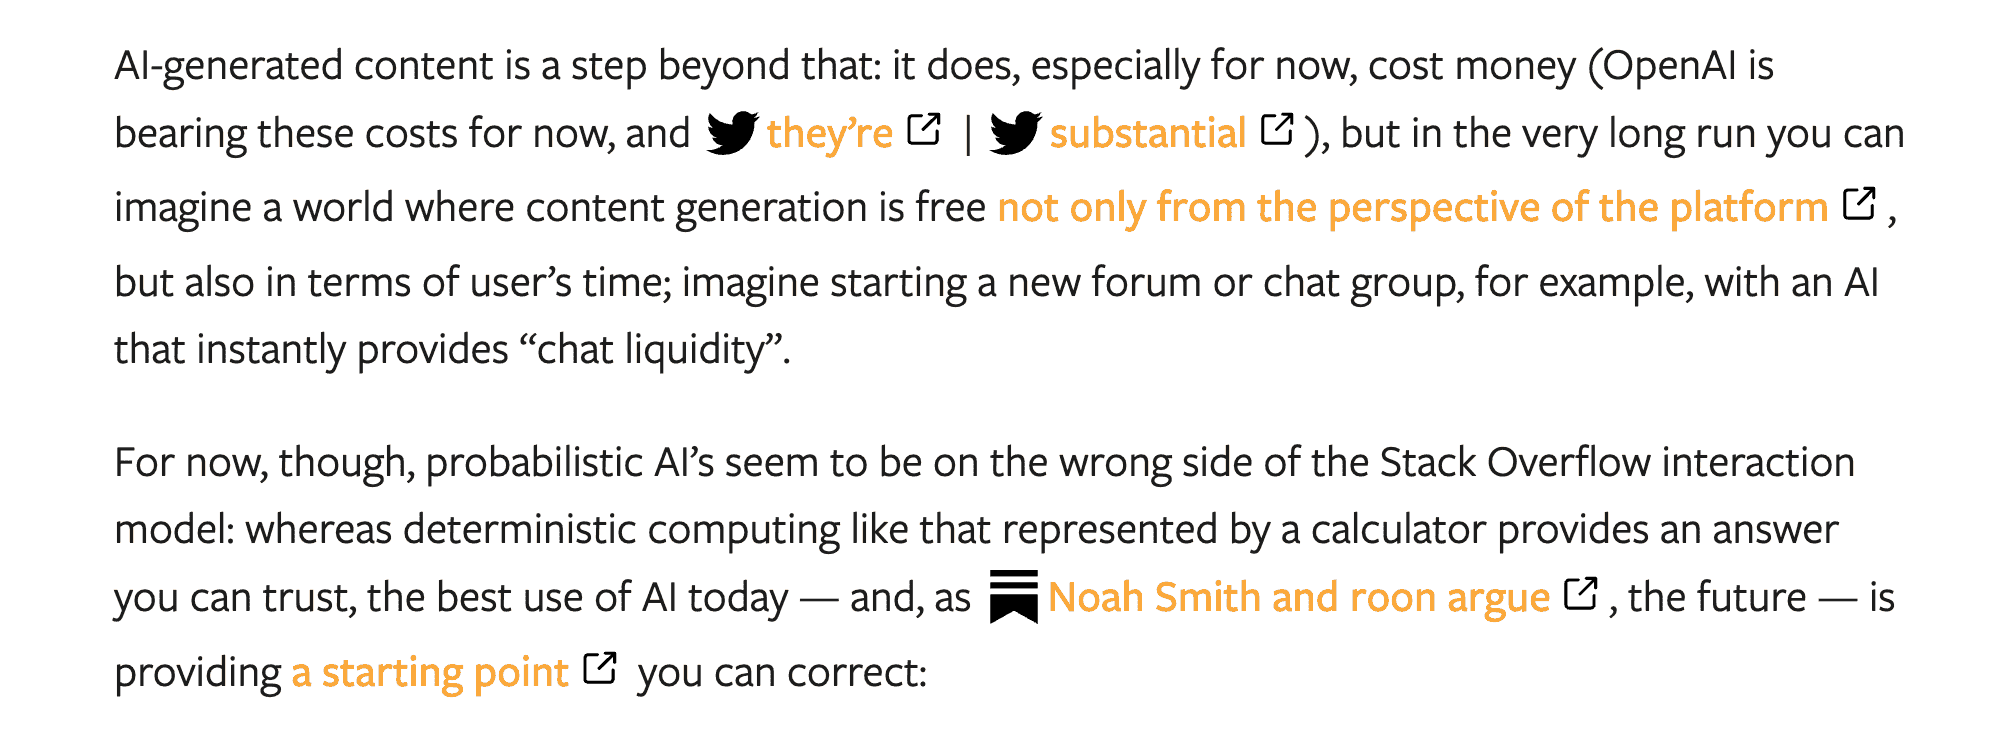 AI-generated content is a step beyond that: it does, especially for now, cost money (OpenAI is
bearing these costs for now, and they’re | substantial ), but in the very long run you can
imagine a world where content generation is free not only from the perspective of the platform ,
but also in terms of user’s time; imagine starting a new forum or chat group, for example, with an AI
that instantly provides “chat liquidity”.
For now, though, probabilistic AI’s seem to be on the wrong side of the Stack Overflow interaction
model: whereas deterministic computing like that represented by a calculator provides an answer
you can trust, the best use of AI today — and, as Noah Smith and roon argue , the future — is
providing a starting point you can correct: